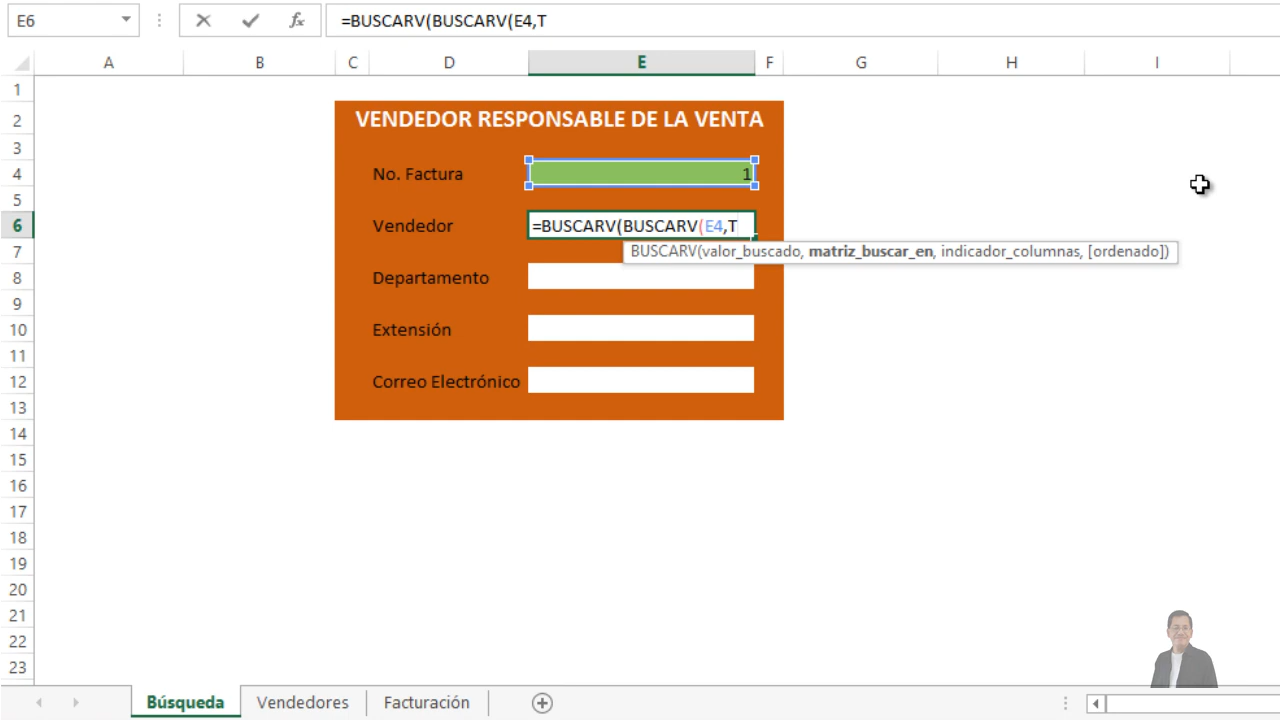 E6
=BUSCARV(BUSCARV(E4,T
A B C D E F G H I
1
2 VENDEDOR RESPONSABLE DE LA VENTA
3
4 No. Factura 1
5
6 Vendedor =BUSCARV(BUSCARV(E4,T
7 BUSCARV(valor_buscado, matriz_buscar_en, indicador_columnas, [ordenado])
8 Departamento
9
10 Extensión
11
12 Correo Electrónico
13
14
15
16
17
18
19
20
21
22
23
Búsqueda Vendedores Facturación